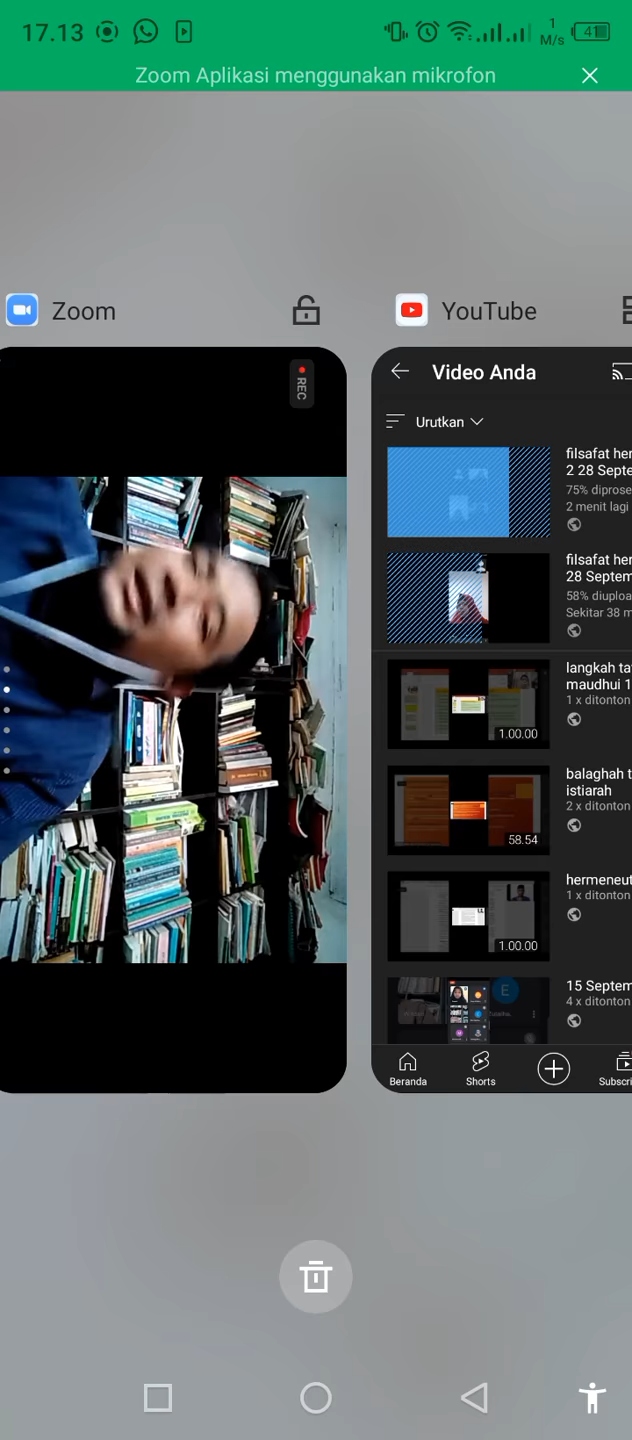 17.13
1
M/s
41
Zoom Aplikasi menggunakan mikrofon
Zoom
YouTube
REC
Video Anda
Urutkan
filsafat her
2 28 Septe
75% diprose
2 menit lagi
filsafat her
28 Septem
58% diuploa
Sekitar 38 m
langkah ta
maudhui 1
1 x ditonton
1.00.00
balaghah t
istiarah
2 x ditonton
58.54
hermeneut
1 x ditonton
1.00.00
15 Septem
4 x ditonton
E
Beranda
Shorts
Subscri